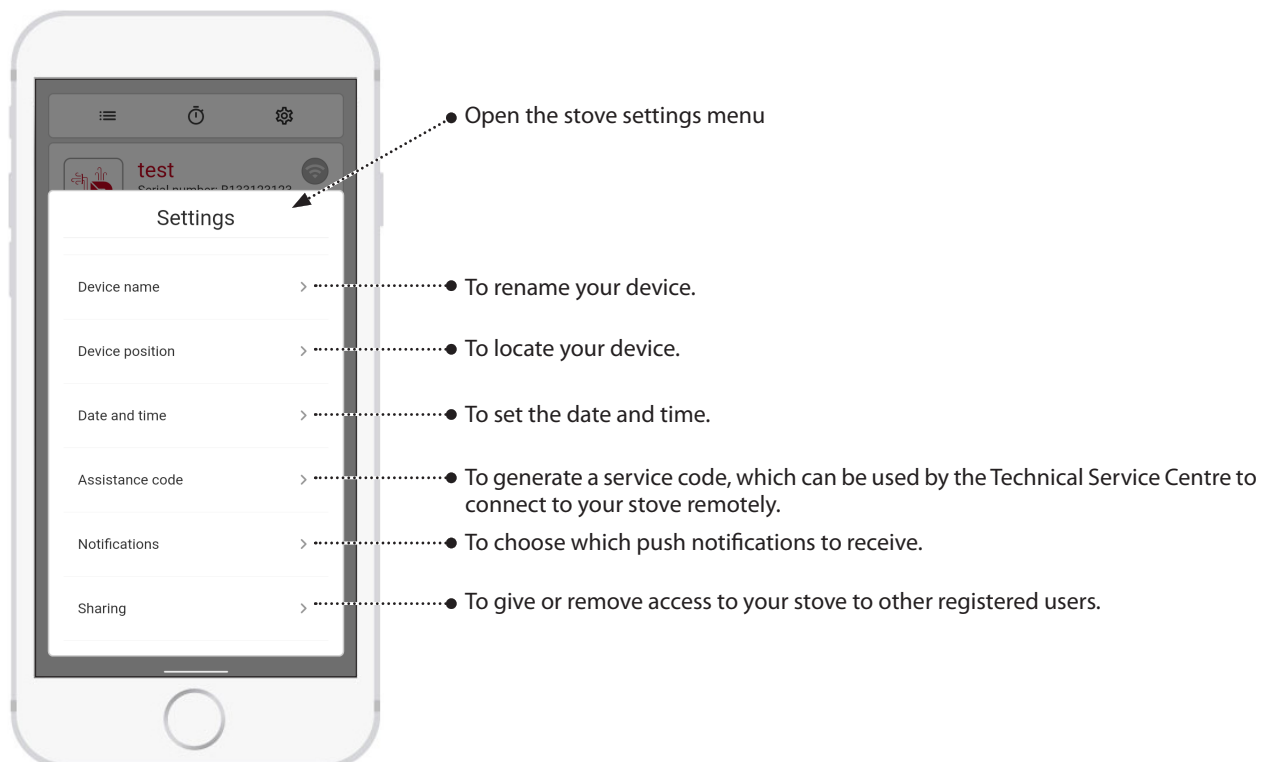 Open the stove settings menu
test
Serial number: R133123123
Settings
Device name
To rename your device.
Device position
To locate your device.
Date and time
To set the date and time.
Assistance code
To generate a service code, which can be used by the Technical Service Centre to
connect to your stove remotely.
Notifications
To choose which push notifications to receive.
Sharing
To give or remove access to your stove to other registered users.